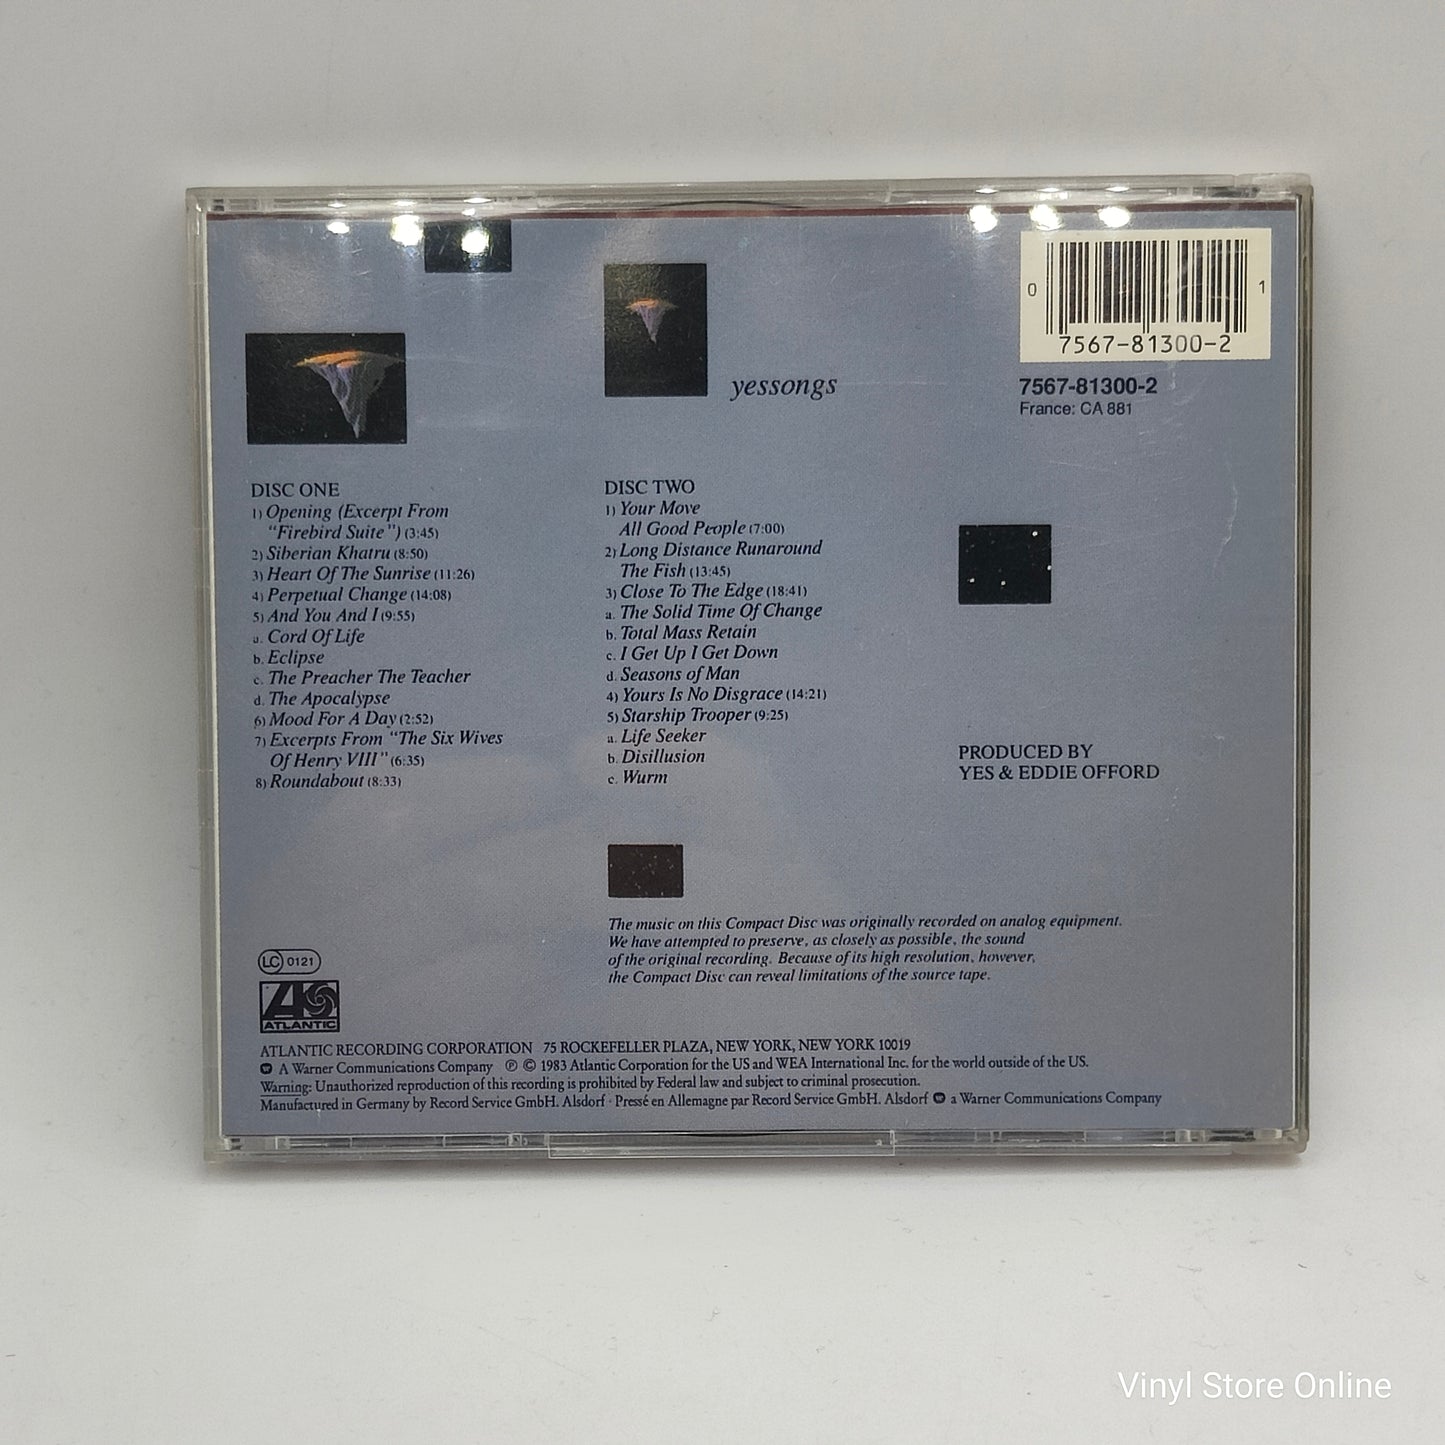 0 1
7567-81300-2
7567-81300-2
France: CA 881
yessongs
DISC ONE
1) Opening (Excerpt From
"Firebird Suite") (3:45)
2) Siberian Khatru (8:50)
3) Heart Of The Sunrise (11:26)
4) Perpetual Change (14:08)
5) And You And I (9:55)
a. Cord Of Life
b. Eclipse
c. The Preacher The Teacher
d. The Apocalypse
6) Mood For A Day (2:52)
7) Excerpts From "The Six Wives
Of Henry VIII" (6:35)
8) Roundabout (8:33)
DISC TWO
1) Your Move
All Good People (7:00)
2) Long Distance Runaround
The Fish (13:45)
3) Close To The Edge (18:41)
a. The Solid Time Of Change
b. Total Mass Retain
c. I Get Up I Get Down
d. Seasons of Man
4) Yours Is No Disgrace (14:21)
5) Starship Trooper (9:25)
a. Life Seeker
b. Disillusion
c. Wurm
PRODUCED BY
YES & EDDIE OFFORD
The music on this Compact Disc was originally recorded on analog equipment.
We have attempted to preserve, as closely as possible, the sound
of the original recording. Because of its high resolution, however,
the Compact Disc can reveal limitations of the source tape.
LC 0121
ATLANTIC
ATLANTIC RECORDING CORPORATION 75 ROCKEFELLER PLAZA, NEW YORK, NEW YORK 10019
A Warner Communications Company ℗ © 1983 Atlantic Corporation for the US and WEA International Inc. for the world outside of the US.
Warning: Unauthorized reproduction of this recording is prohibited by Federal law and subject to criminal prosecution.
Manufactured in Germany by Record Service GmbH. Alsdorf · Pressé en Allemagne par Record Service GmbH. Alsdorf a Warner Communications Company
Vinyl Store Online